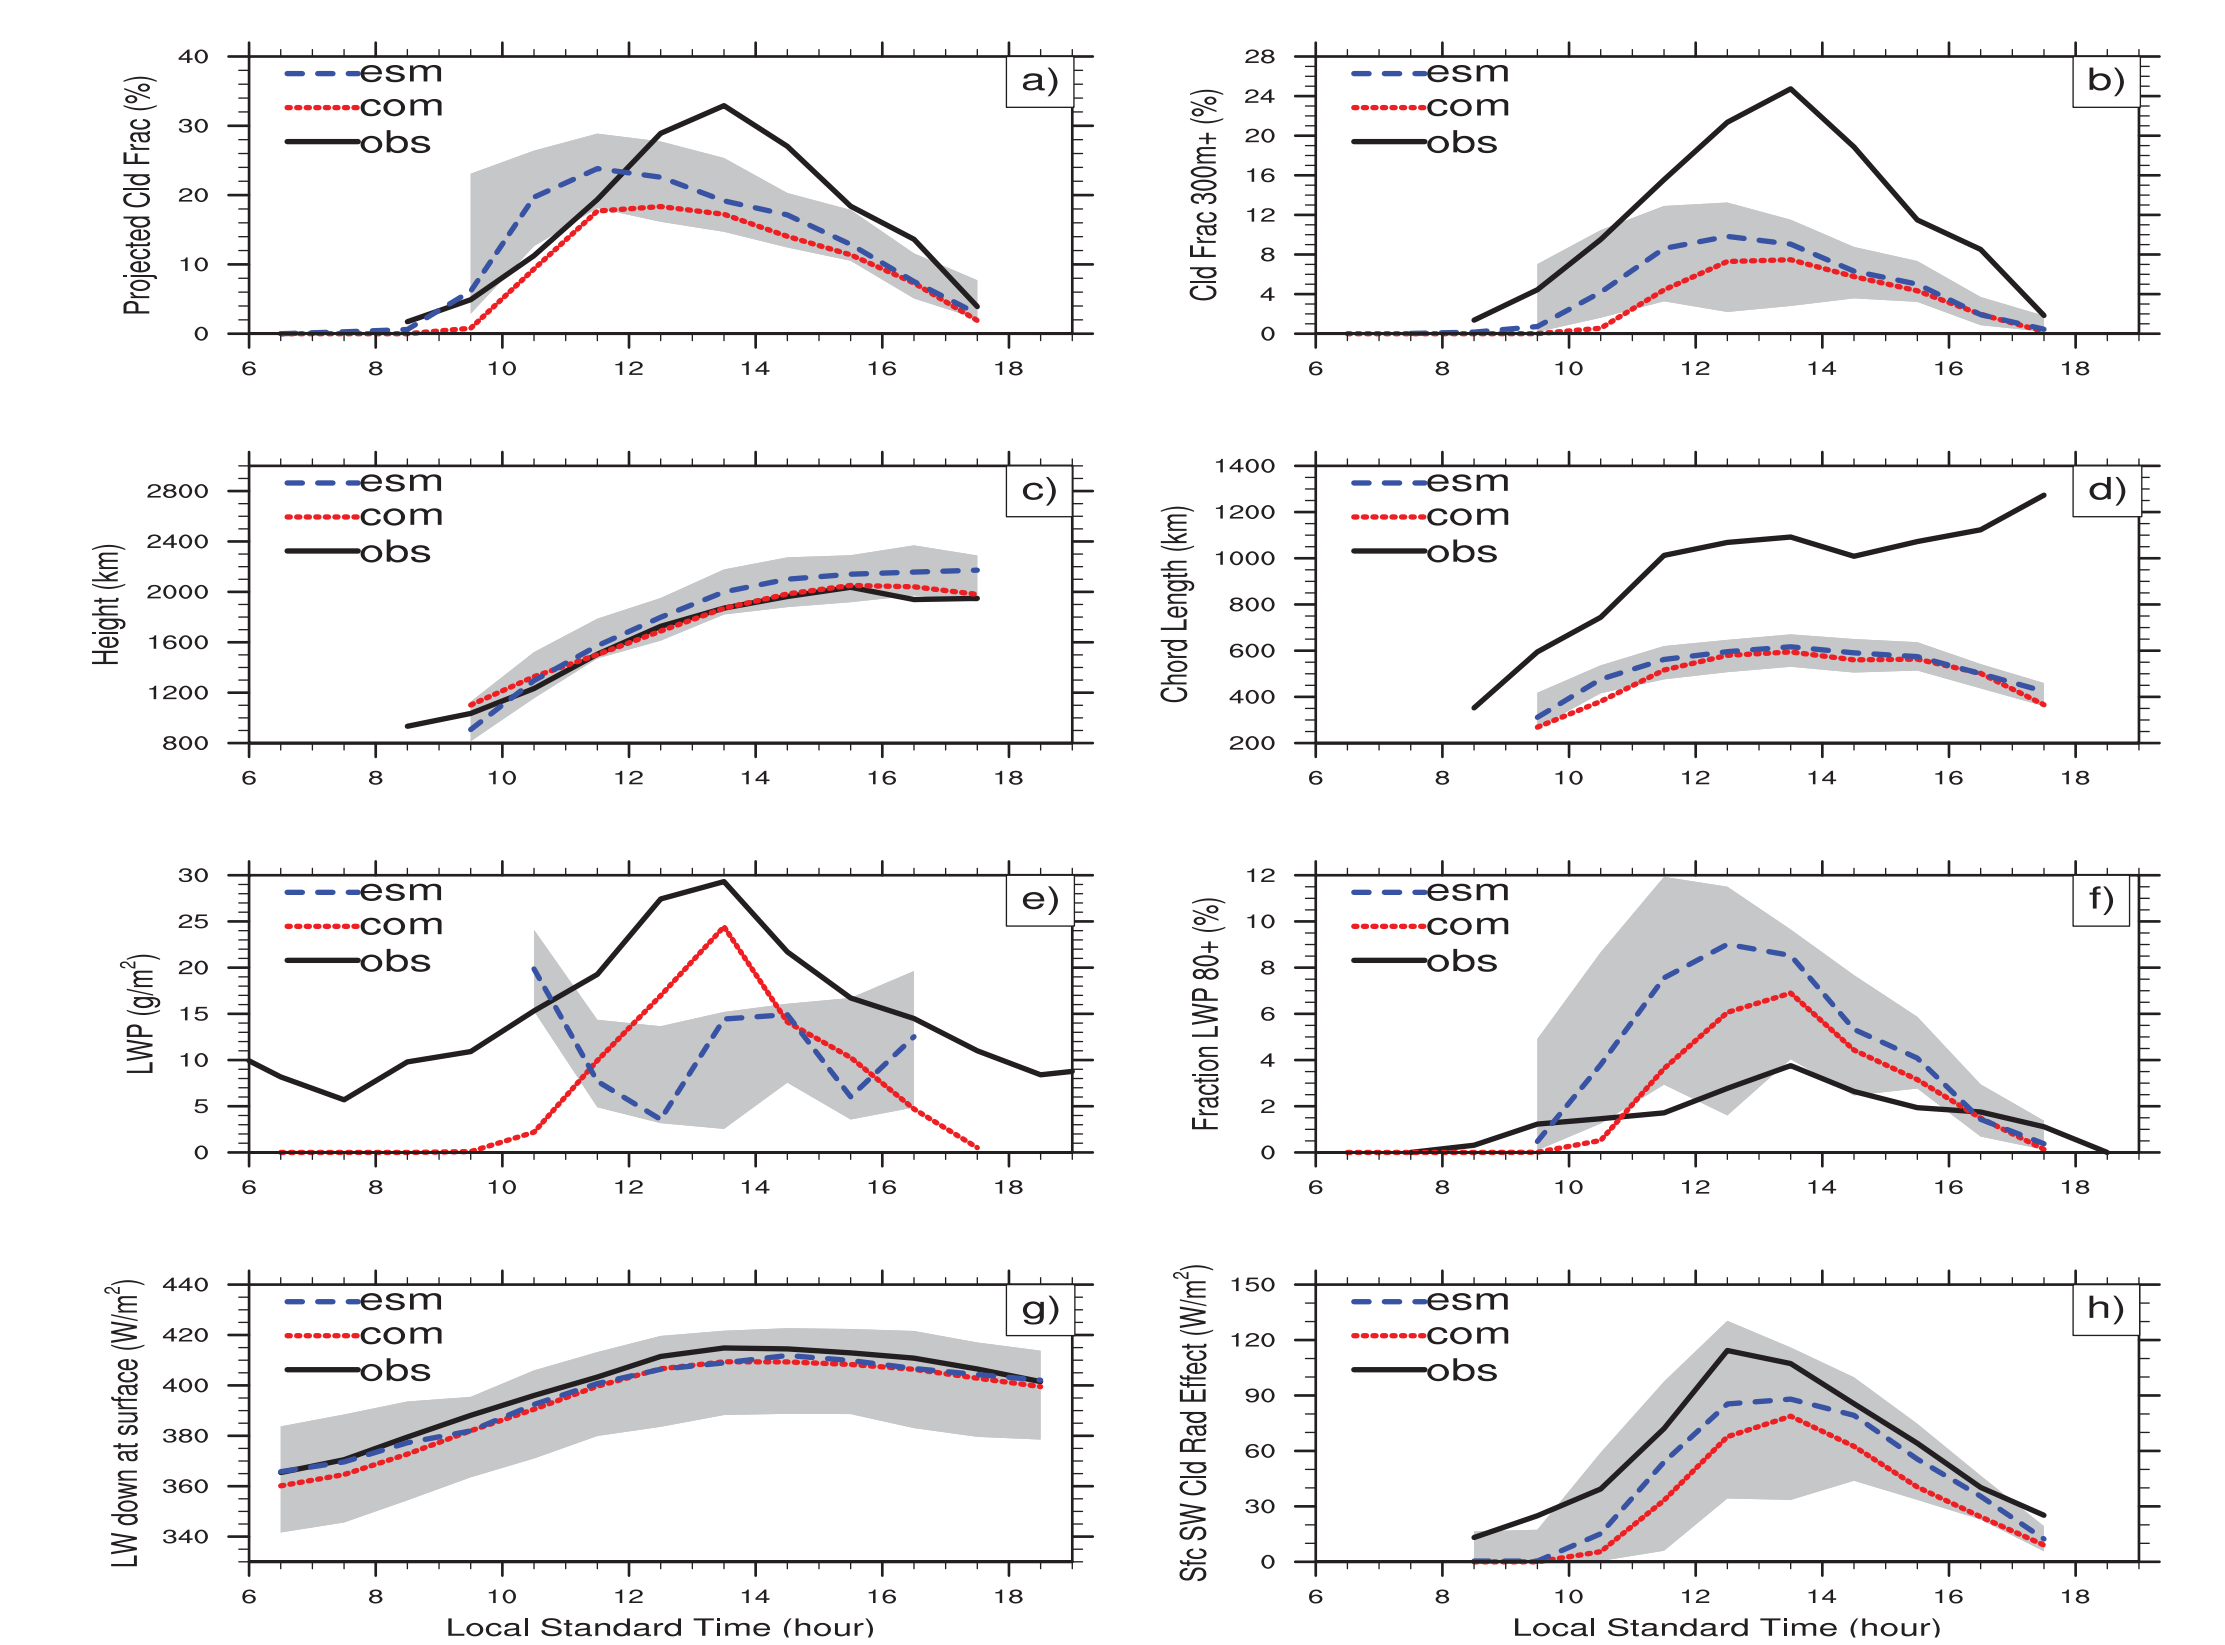 Projected Cld Frac (%)
40
30
20
10
0
esm
com
obs
a)
6 8 10 12 14 16 18
Cld Frac 300m+ (%)
28
24
20
16
12
8
4
0
esm
com
obs
b)
6 8 10 12 14 16 18
Height (km)
2800
2400
2000
1600
1200
800
esm
com
obs
c)
6 8 10 12 14 16 18
Chord Length (km)
1400
1200
1000
800
600
400
200
esm
com
obs
d)
6 8 10 12 14 16 18
LWP (g/m²)
30
25
20
15
10
5
0
esm
com
obs
e)
6 8 10 12 14 16 18
Fraction LWP 80+ (%)
12
10
8
6
4
2
0
esm
com
obs
f)
6 8 10 12 14 16 18
LW down at surface (W/m²)
440
420
400
380
360
340
esm
com
obs
g)
6 8 10 12 14 16 18
Local Standard Time (hour)
Sfc SW Cld Rad Effect (W/m²)
150
120
90
60
30
0
esm
com
obs
h)
6 8 10 12 14 16 18
Local Standard Time (hour)